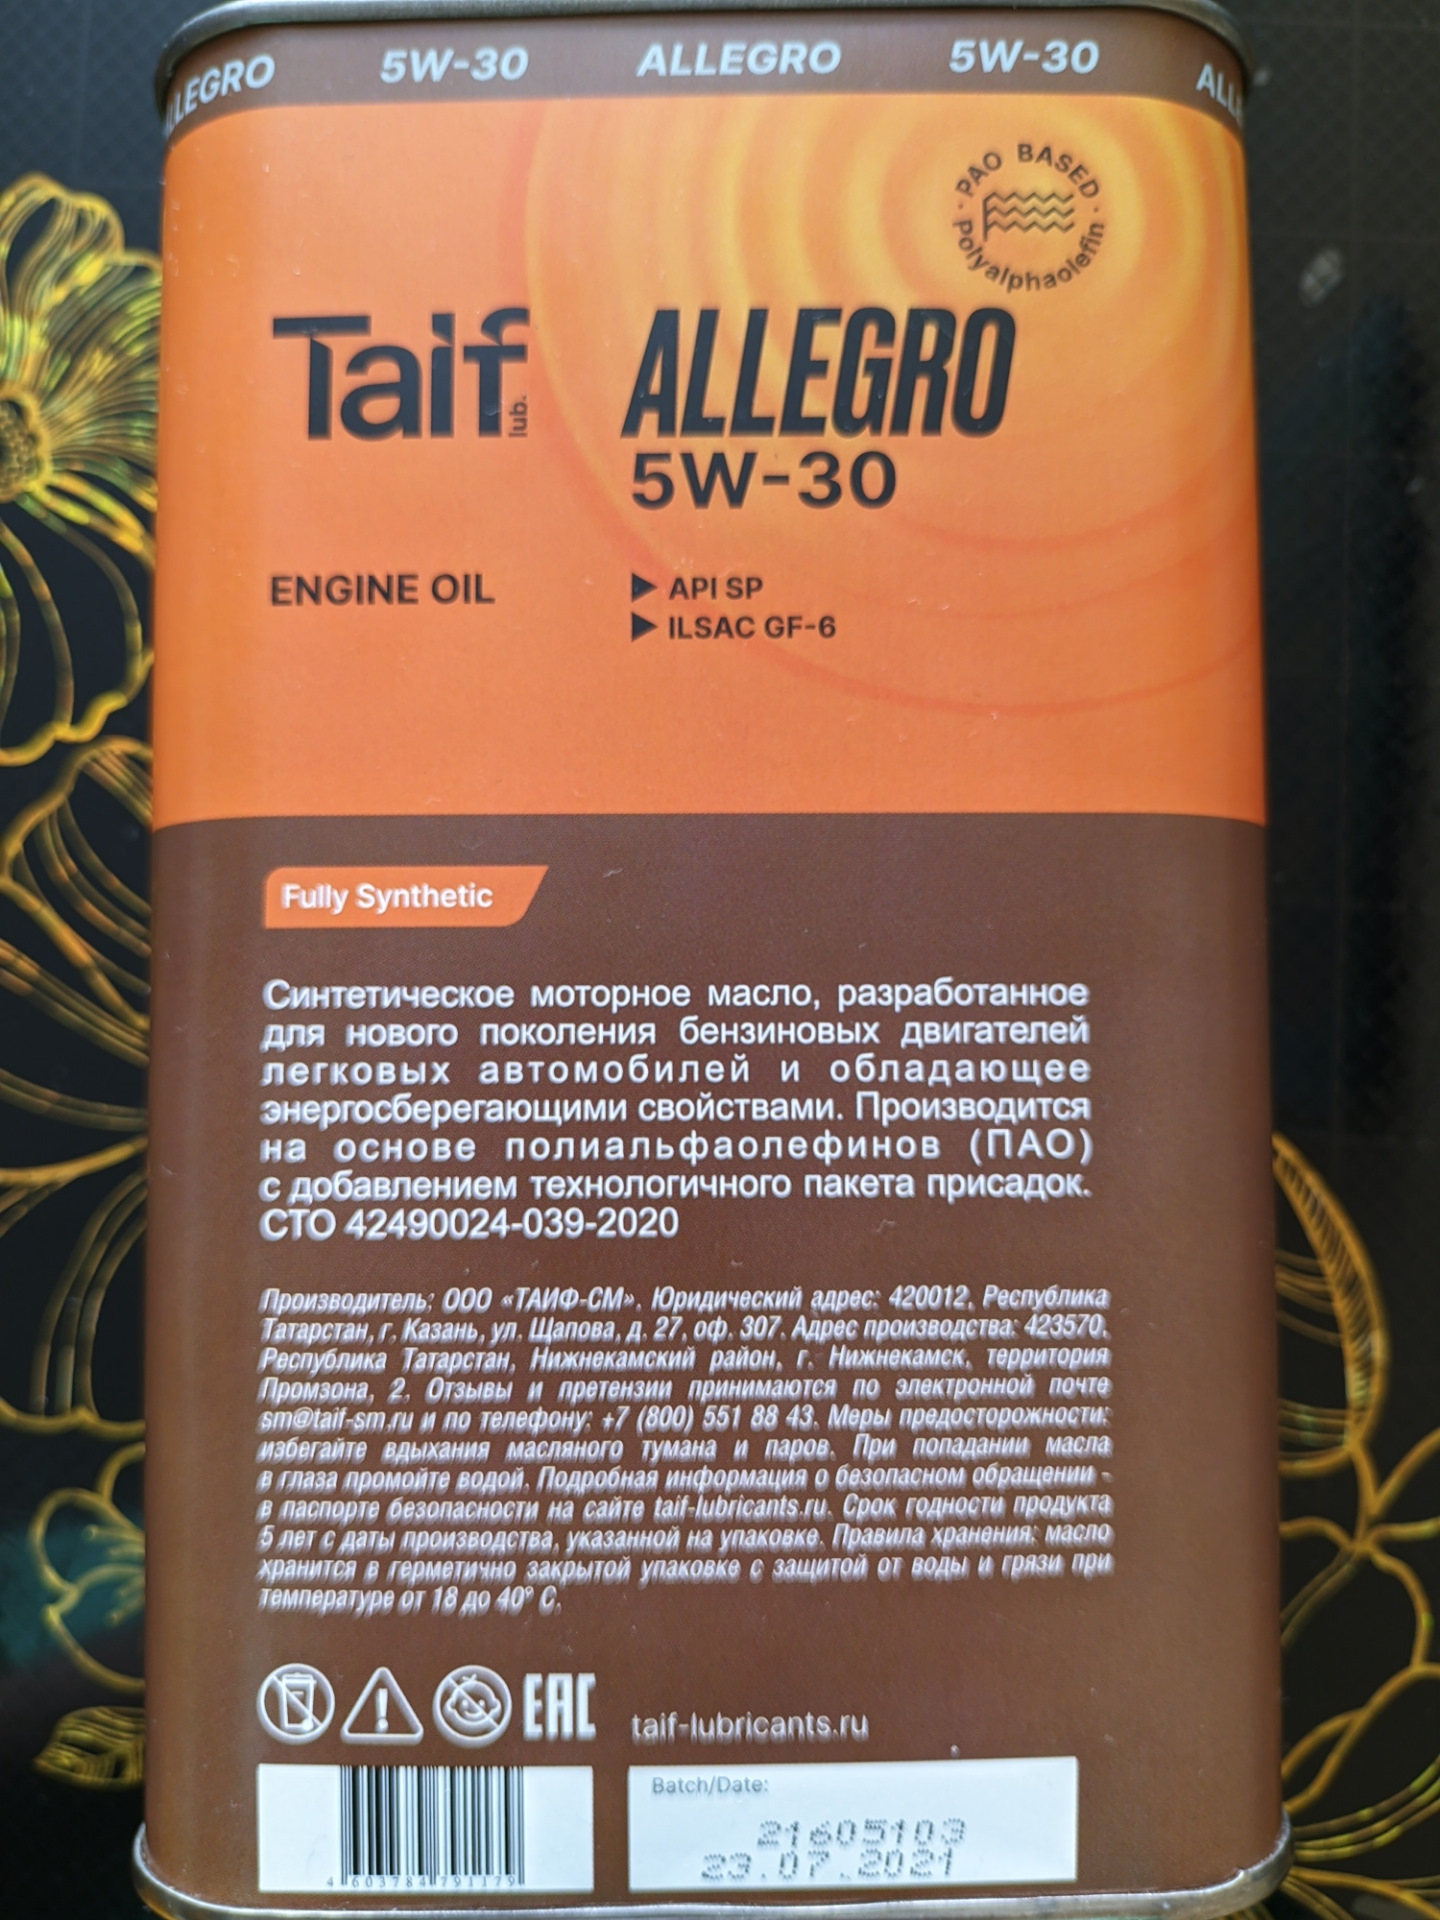 ALLEGRO 5W-30 ALLEGRO 5W-30 ALL
PAO BASED
polyalphaolefin
Taif
lub.
ALLEGRO
5W-30
ENGINE OIL
API SP
ILSAC GF-6
Fully Synthetic
Синтетическое моторное масло, разработанное
для нового поколения бензиновых двигателей
легковых автомобилей и обладающее
энергосберегающими свойствами. Производится
на основе полиальфаолефинов (ПАО)
с добавлением технологичного пакета присадок.
СТО 42490024-039-2020
Производитель: ООО «ТАИФ-СМ». Юридический адрес: 420012, Республика
Татарстан, г. Казань, ул. Щапова, д. 27, оф. 307. Адрес производства: 423570,
Республика Татарстан, Нижнекамский район, г. Нижнекамск, территория
Промзона, 2. Отзывы и претензии принимаются по электронной почте
sm@taif-sm.ru и по телефону: +7 (800) 551 88 43. Меры предосторожности:
избегайте вдыхания масляного тумана и паров. При попадании масла
в глаза промойте водой. Подробная информация о безопасном обращении -
в паспорте безопасности на сайте taif-lubricants.ru. Срок годности продукта
5 лет с даты производства, указанной на упаковке. Правила хранения: масло
хранится в герметично закрытой упаковке с защитой от воды и грязи при
температуре от 18 до 40° С.
EAC
taif-lubricants.ru
Batch/Date:
21605103
23.07.2021
4 603784 791179